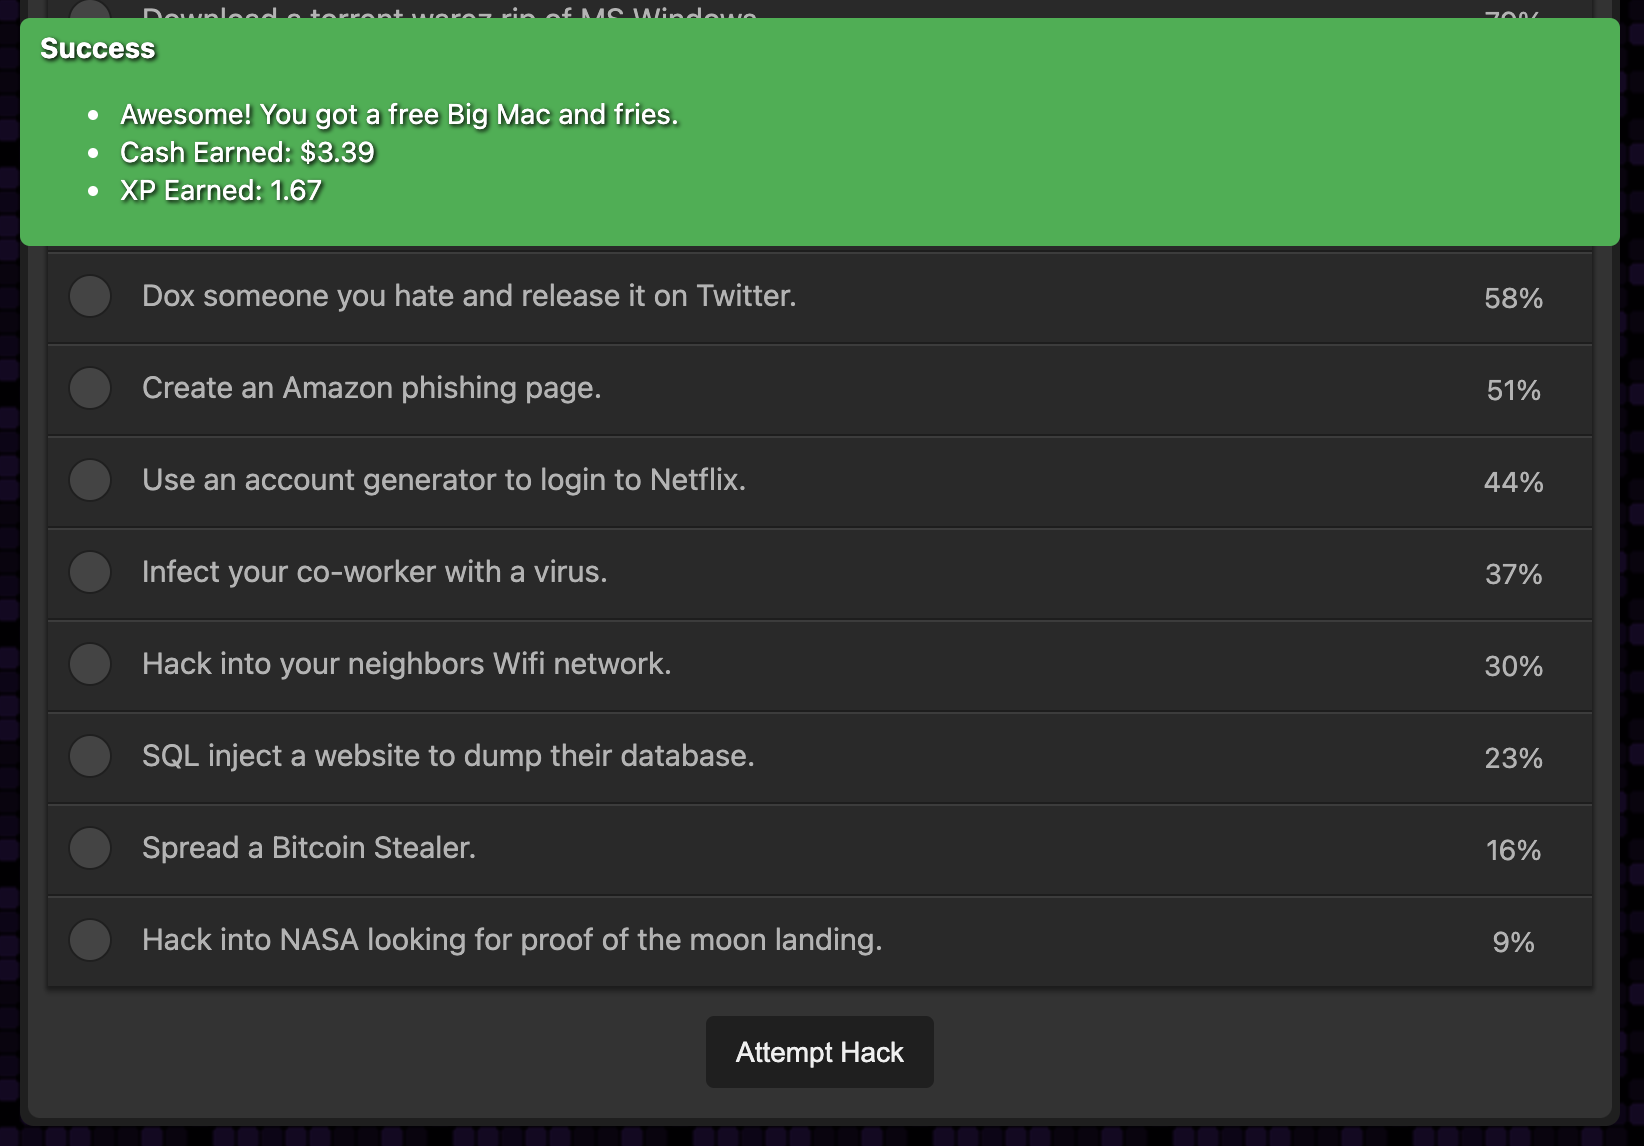 Download a torrent warez rip of MS Windows.
Success
Awesome! You got a free Big Mac and fries.
Cash Earned: $3.39
XP Earned: 1.67
Dox someone you hate and release it on Twitter.
58%
Create an Amazon phishing page.
51%
Use an account generator to login to Netflix.
44%
Infect your co-worker with a virus.
37%
Hack into your neighbors Wifi network.
30%
SQL inject a website to dump their database.
23%
Spread a Bitcoin Stealer.
16%
Hack into NASA looking for proof of the moon landing.
9%
Attempt Hack